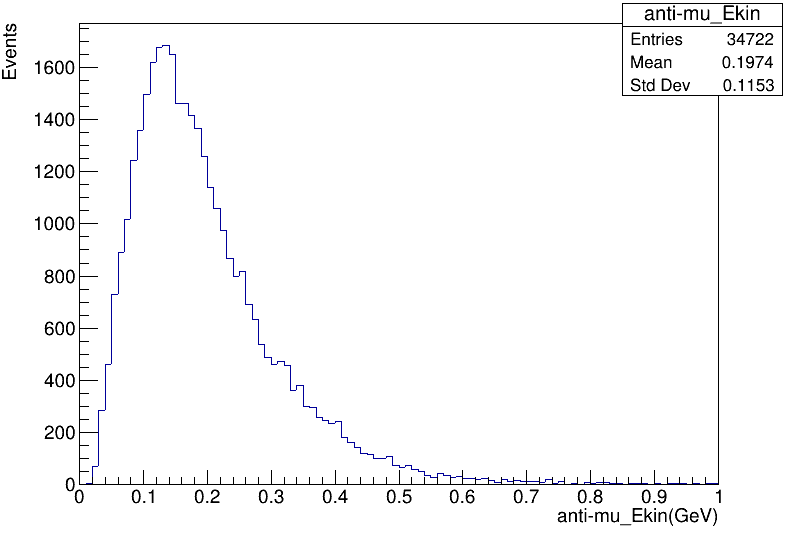 anti-mu_Ekin
Entries 34722
Mean 0.1974
Std Dev 0.1153
Events
1600
1400
1200
1000
800
600
400
200
0
0 0.1 0.2 0.3 0.4 0.5 0.6 0.7 0.8 0.9 1
anti-mu_Ekin(GeV)